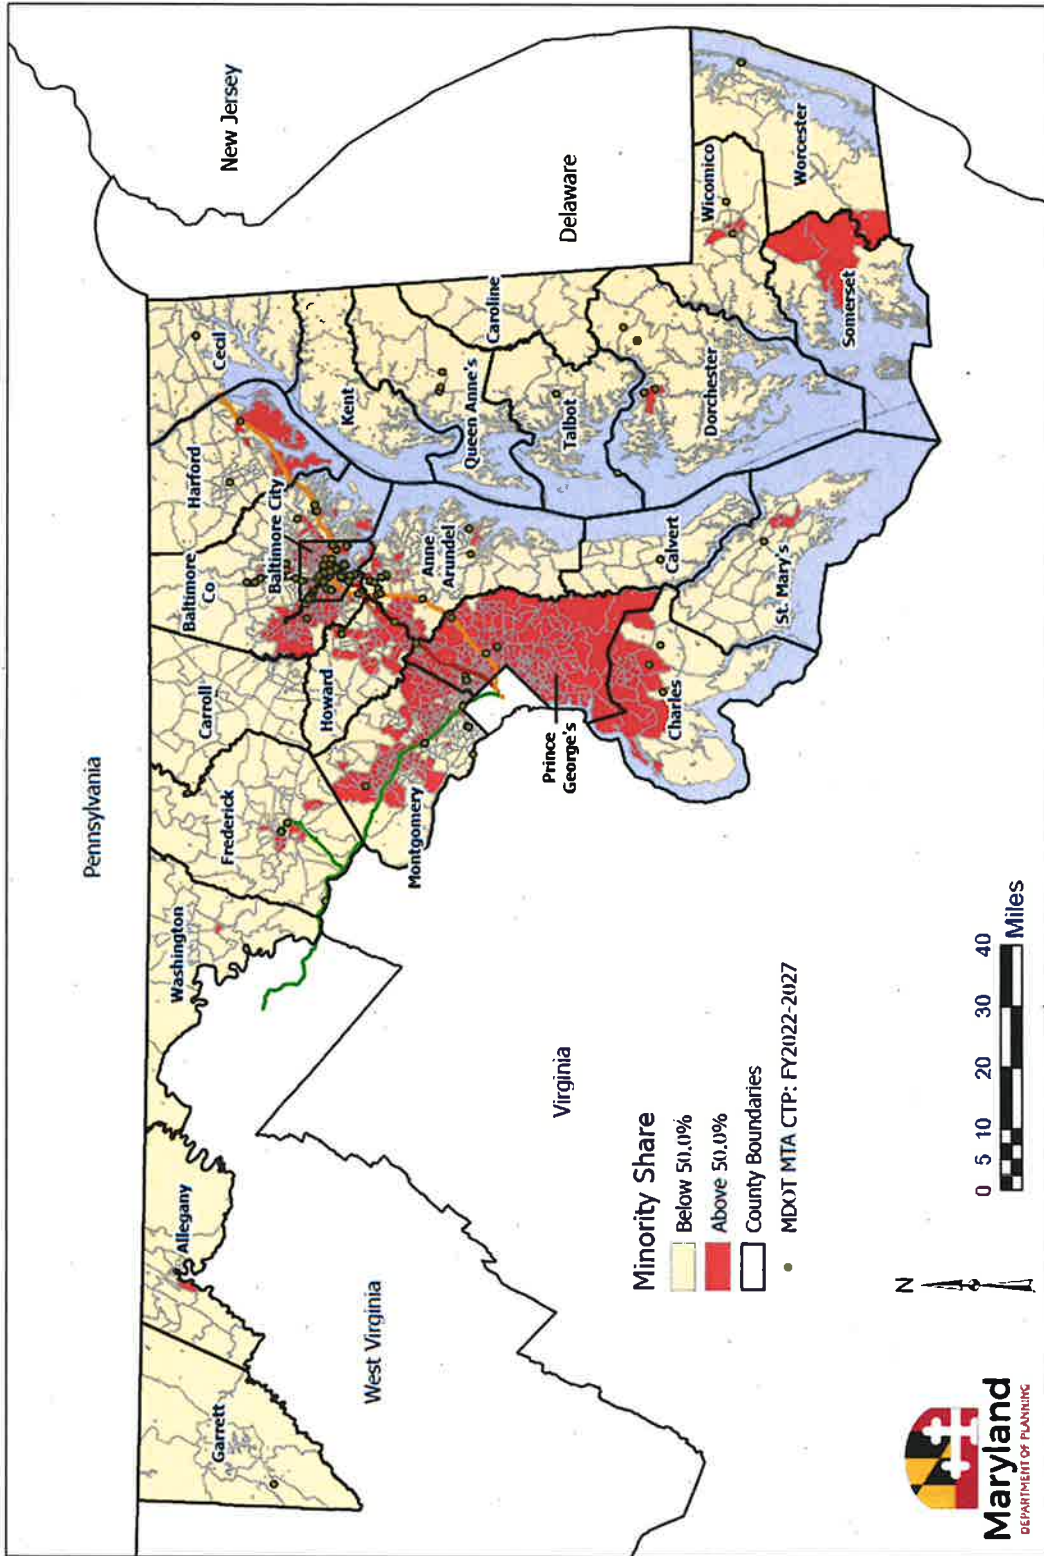 Pennsylvania
New Jersey
Delaware
Virginia
West Virginia
Garrett
Allegany
Washington
Frederick
Carroll
Baltimore
Co
Harford
Cecil
Baltimore City
Howard
Montgomery
Kent
Anne
Arundel
Queen Anne's
Caroline
Talbot
Prince
George's
Charles
Calvert
St. Mary's
Dorchester
Wicomico
Worcester
Somerset
Minority Share
Below 50.0%
Above 50.0%
County Boundaries
MDOT MTA CTP: FY2022-2027
N
0 5 10 20 30 40
Miles
Maryland
DEPARTMENT OF PLANNING